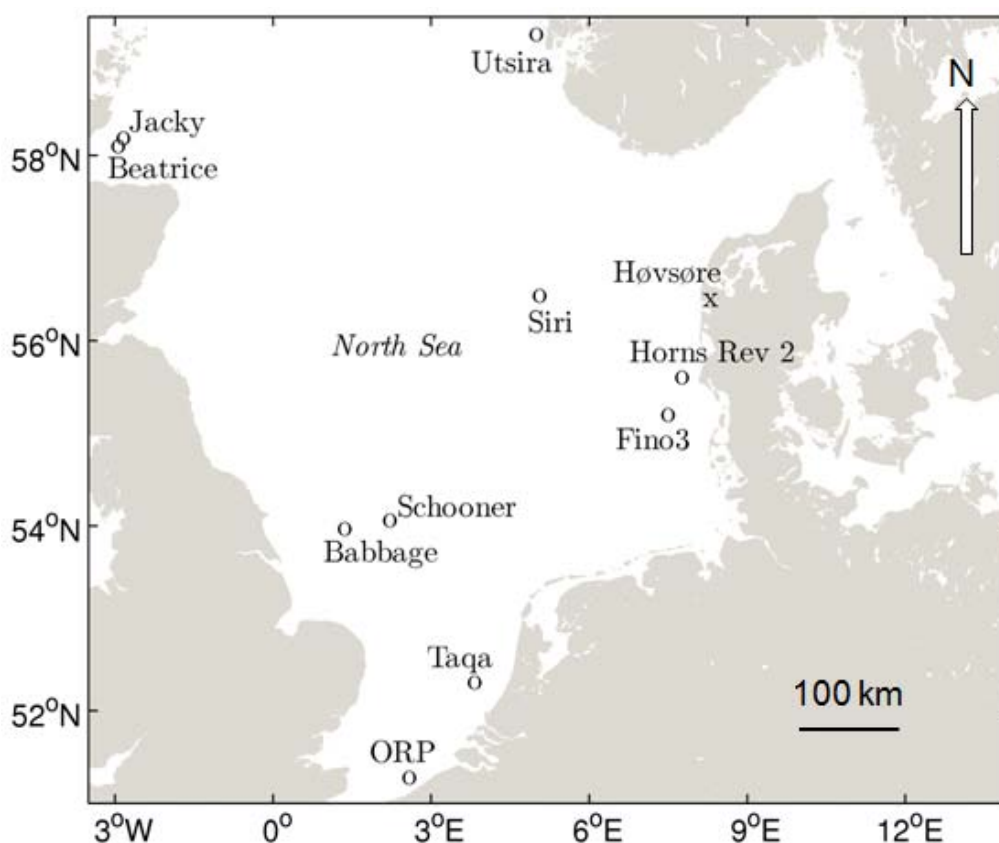 Utsira
N
Jacky
58°N
Beatrice
Høvsøre
x
Siri
56°N
North Sea
Horns Rev 2
Fino3
Schooner
54°N
Babbage
Taqa
100 km
52°N
ORP
3°W
0°
3°E
6°E
9°E
12°E